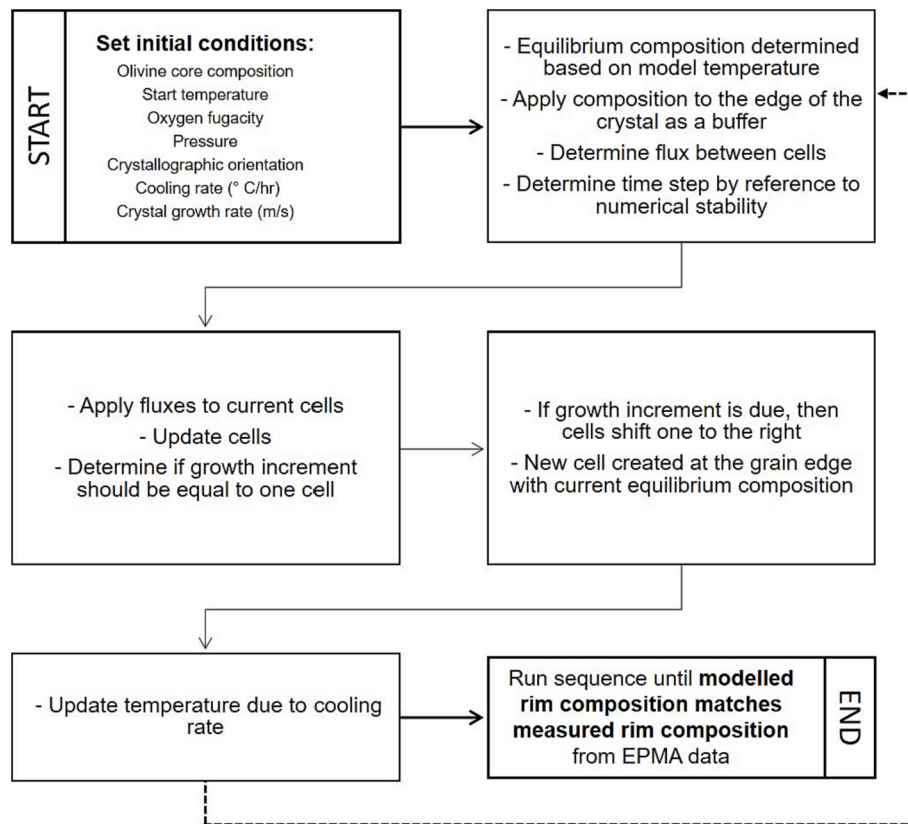 START
Set initial conditions:
Olivine core composition
Start temperature
Oxygen fugacity
Pressure
Crystallographic orientation
Cooling rate (° C/hr)
Crystal growth rate (m/s)
- Equilibrium composition determined
based on model temperature
- Apply composition to the edge of the
crystal as a buffer
- Determine flux between cells
- Determine time step by reference to
numerical stability
- Apply fluxes to current cells
- Update cells
- Determine if growth increment
should be equal to one cell
- If growth increment is due, then
cells shift one to the right
- New cell created at the grain edge
with current equilibrium composition
- Update temperature due to cooling
rate
Run sequence until modelled
rim composition matches
measured rim composition
from EPMA data
END